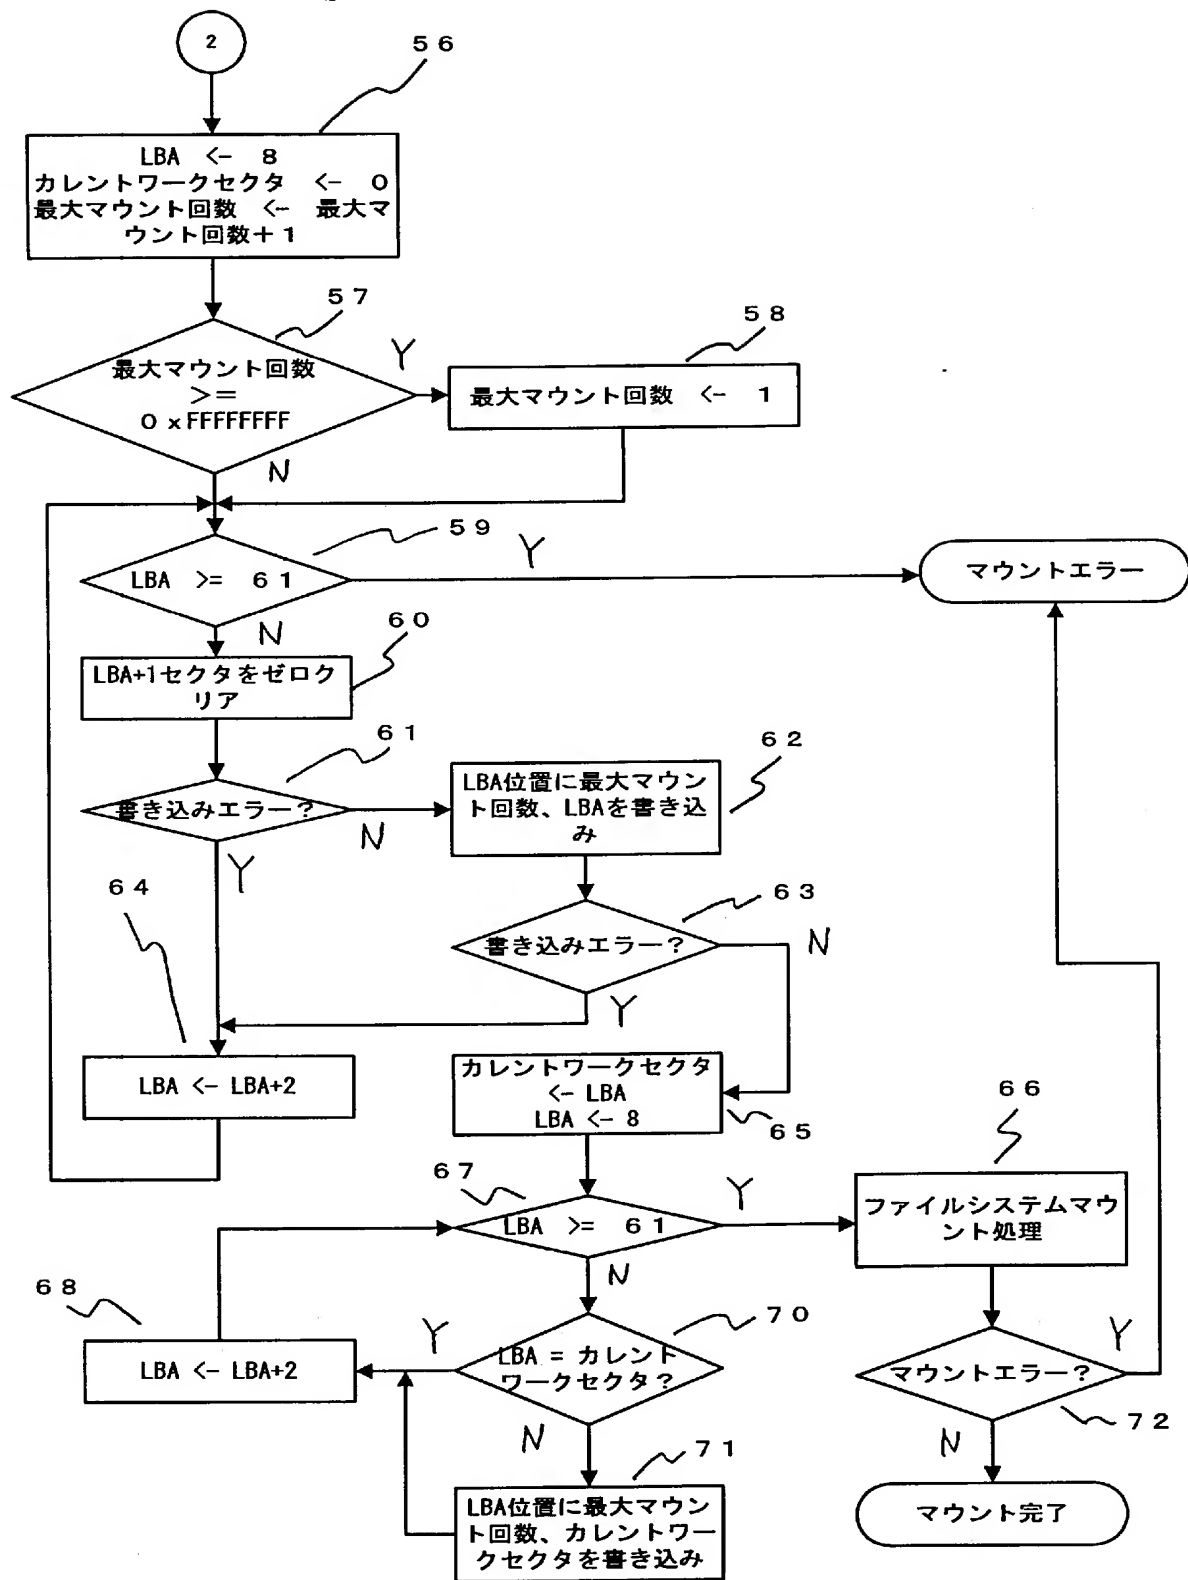 2
56
LBA <- 8
カレントワークセクタ <- 0
最大マウント回数 <- 最大マ
ウント回数+1
57
最大マウント回数
>=
0xFFFFFFFF
Y
N
58
最大マウント回数 <- 1
59
LBA >= 61
Y
N
マウントエラー
60
LBA+1セクタをゼロク
リア
61
書き込みエラー?
N
Y
62
LBA位置に最大マウン
ト回数、LBAを書き込
み
63
書き込みエラー?
N
Y
64
LBA <- LBA+2
カレントワークセクタ
<- LBA
LBA <- 8
65
66
ファイルシステムマウ
ント処理
67
LBA >= 61
Y
N
68
LBA <- LBA+2
70
LBA = カレント
ワークセクタ?
Y
N
71
LBA位置に最大マウン
ト回数、カレントワー
クセクタを書き込み
マウントエラー?
Y
72
N
マウント完了